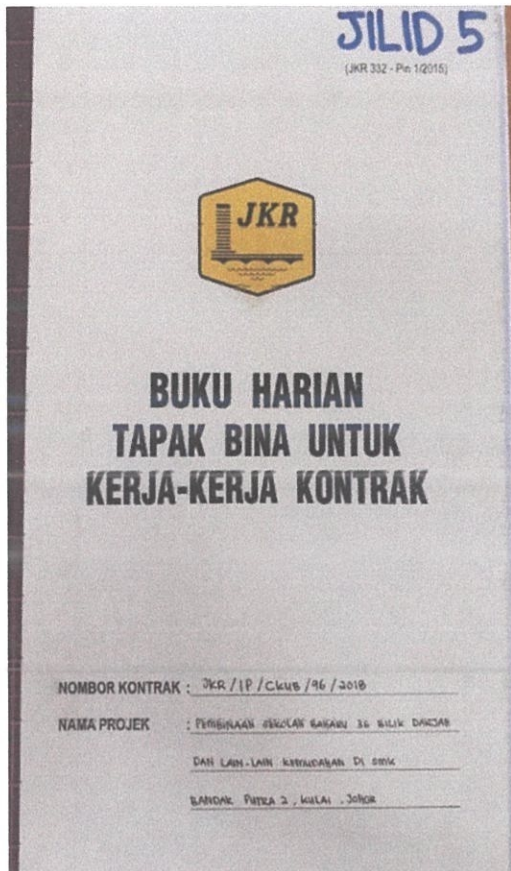 JILID 5
(JKR 332 - Pin 1/2015)
JKR
BUKU HARIAN
TAPAK BINA UNTUK
KERJA-KERJA KONTRAK
NOMBOR KONTRAK : JKR / IP / CKUB / 96 / 2018
NAMA PROJEK : PEMBINAAN SEKOLAH BAHARU 36 BILIK DARJAH
DAN LAIN-LAIN KEMUDAHAN DI SMK
BANDAR PUTRA 2, KULAI, JOHOR